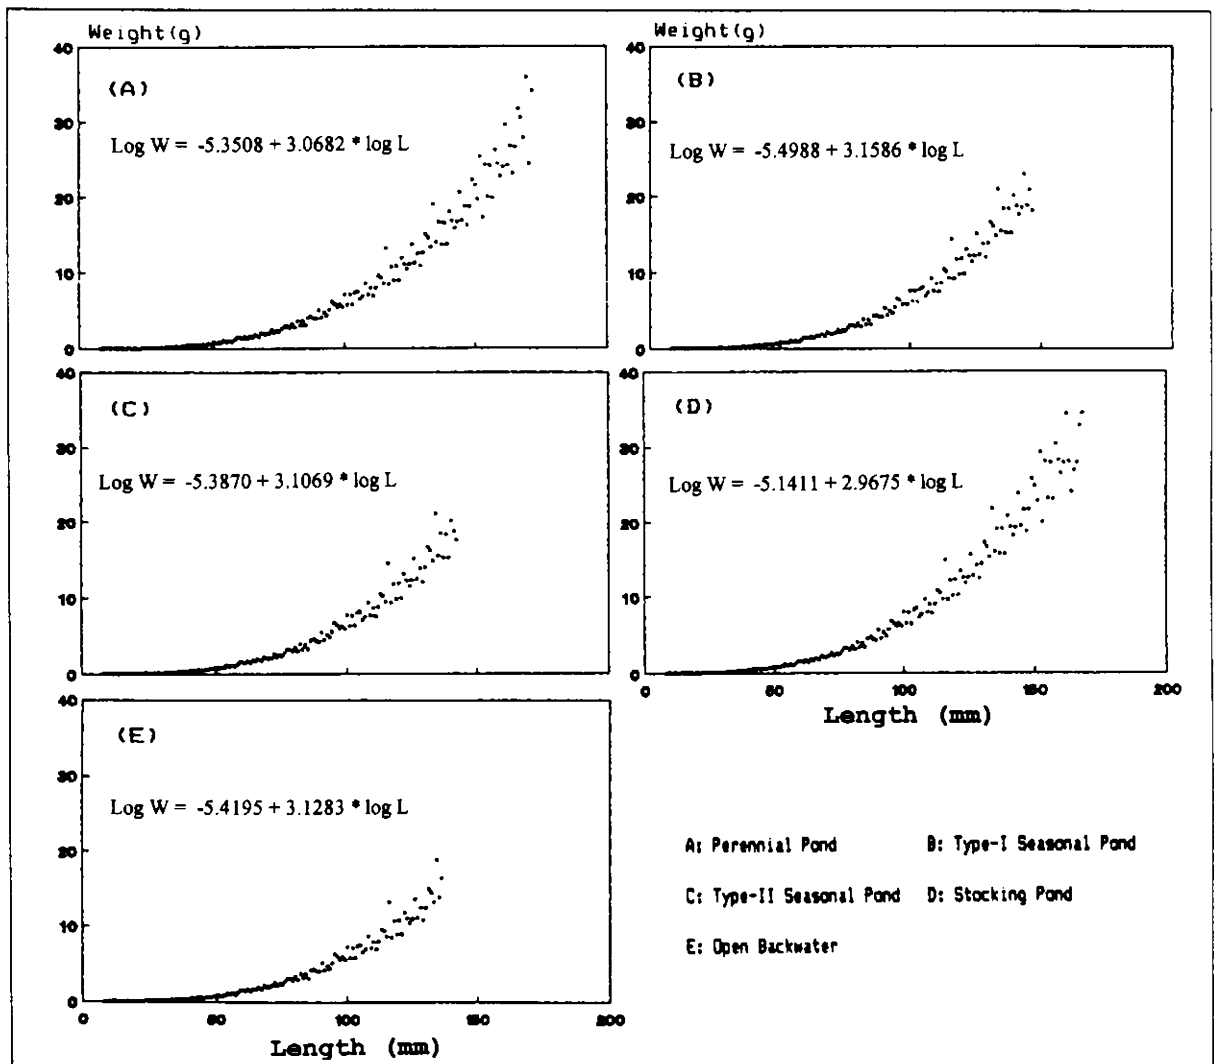 Weight(g)
Weight(g)
40
30
20
10
0
(A)
Log W = -5.3508 + 3.0682 * log L
40
30
20
10
0
(B)
Log W = -5.4988 + 3.1586 * log L
40
30
20
10
0
(C)
Log W = -5.3870 + 3.1069 * log L
40
30
20
10
0
(D)
Log W = -5.1411 + 2.9675 * log L
0 50 100 150 200
Length (mm)
40
30
20
10
0
(E)
Log W = -5.4195 + 3.1283 * log L
0 50 100 150 200
Length (mm)
A: Perennial Pond B: Type-I Seasonal Pond
C: Type-II Seasonal Pond D: Stocking Pond
E: Open Backwater